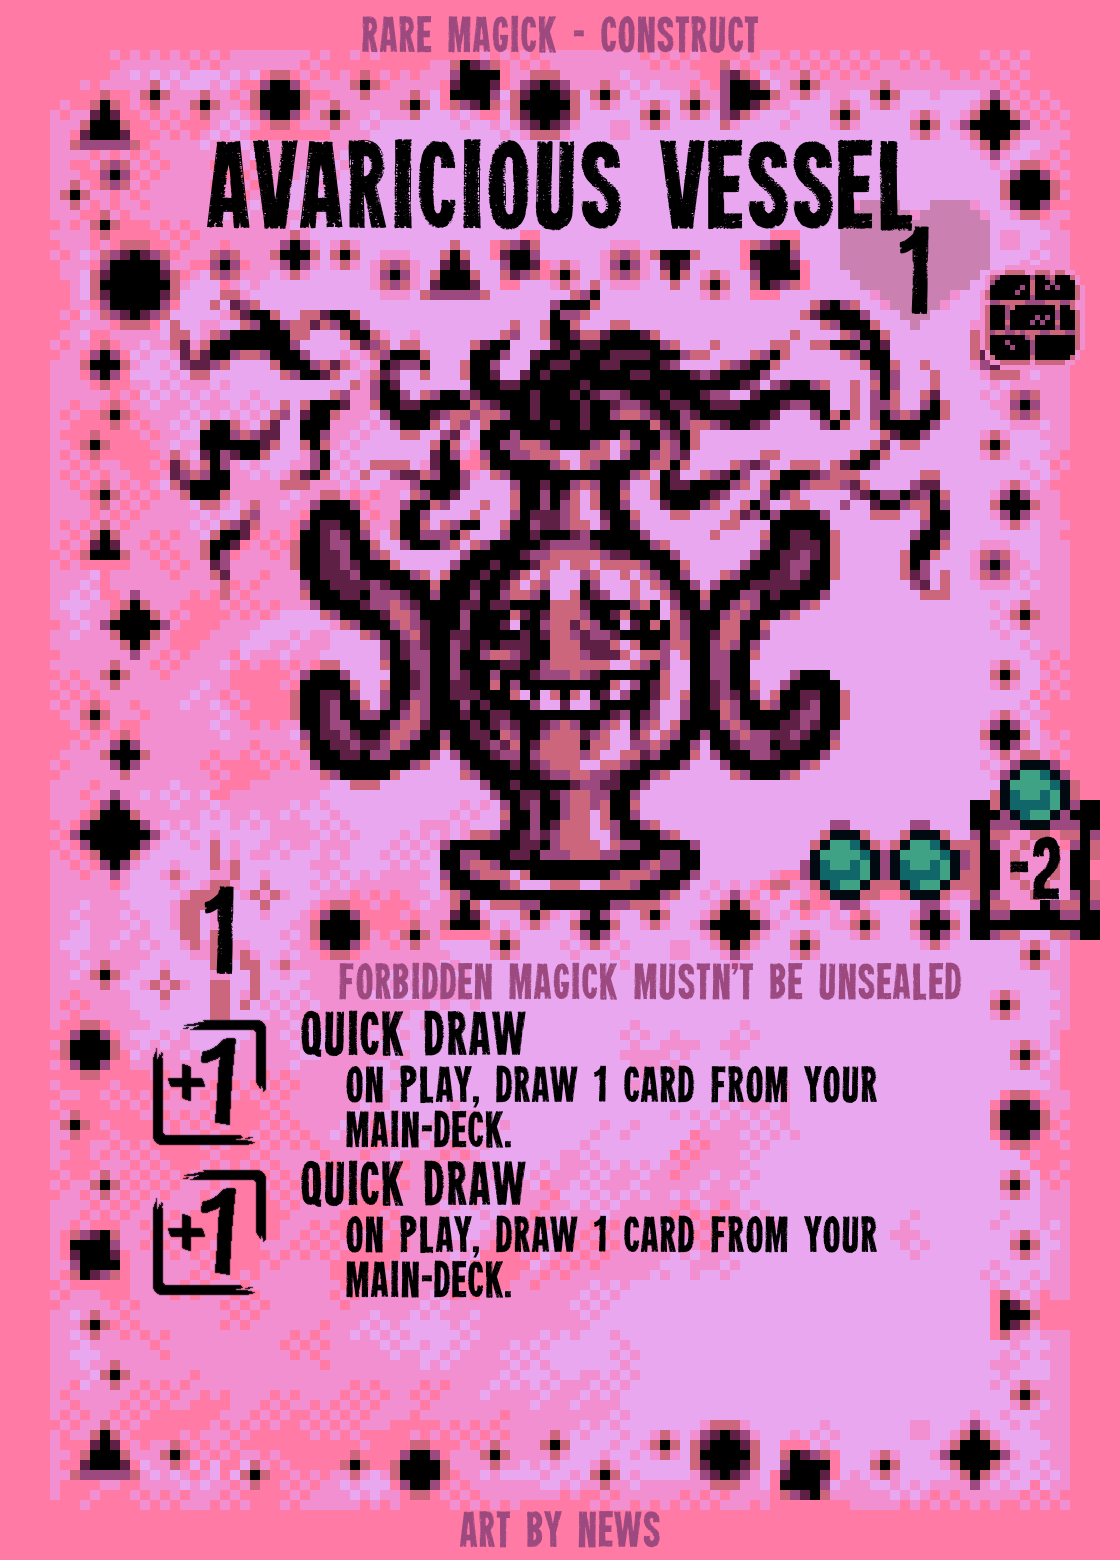 RARE MAGICK - CONSTRUCT
AVARICIOUS VESSEL
1
-2
1
FORBIDDEN MAGICK MUSTN'T BE UNSEALED
+1 QUICK DRAW
ON PLAY, DRAW 1 CARD FROM YOUR
MAIN-DECK.
+1 QUICK DRAW
ON PLAY, DRAW 1 CARD FROM YOUR
MAIN-DECK.
ART BY NEWS